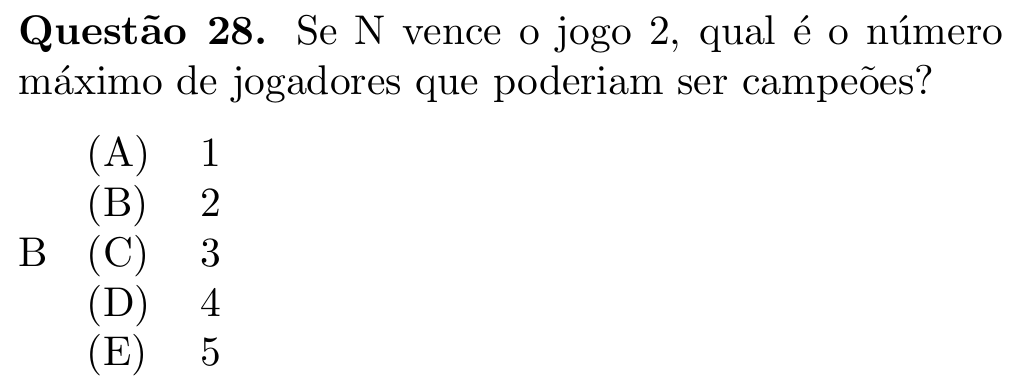 Questão 28. Se N vence o jogo 2, qual é o número
máximo de jogadores que poderiam ser campeões?
(A) 1
(B) 2
B (C) 3
(D) 4
(E) 5